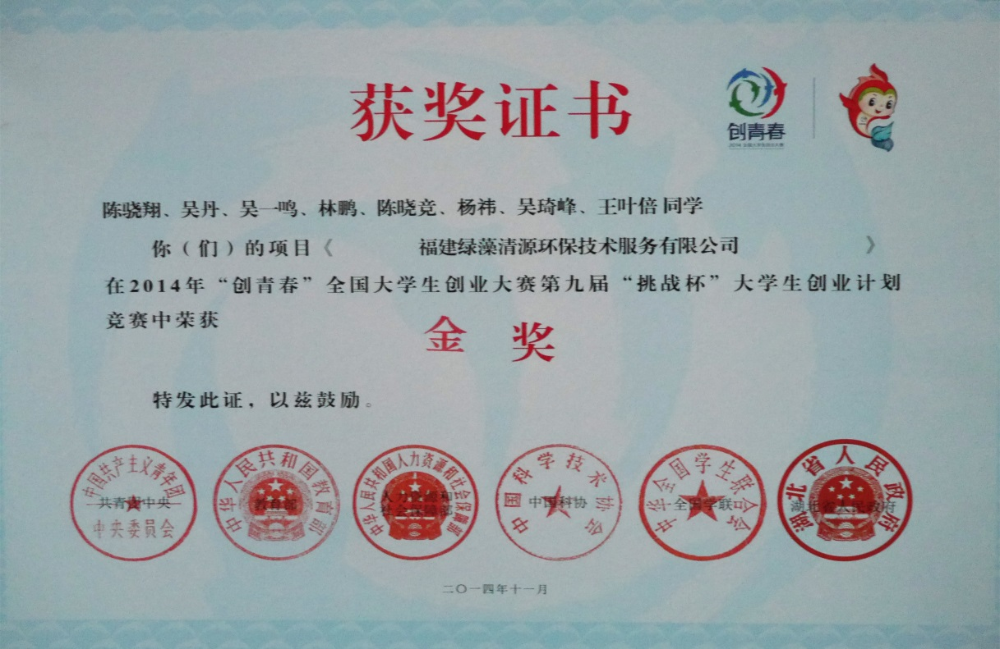 获奖证书
创青春
陈骁翔、吴丹、吴一鸣、林鹏、陈晓竞、杨祎、吴琦峰、王叶倍 同学
你（们）的项目《 福建绿藻清源环保技术服务有限公司 》
在2014年“创青春”全国大学生创业大赛第九届“挑战杯”大学生创业计划
竞赛中荣获
金奖
特发此证，以兹鼓励。
中国共产主义青年团
共青团中央
中央委员会
中华人民共和国教育部
教育部
中华人民共和国人力资源和社会保障部
人力资源和
社会保障部
中国科学技术协会
中国科协
中华全国学生联合会
全国学联
湖北省人民政府
湖北省人民政府
二〇一四年十一月